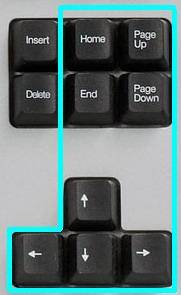 Insert Home Page Up
Delete End Page Down
↑
← ↓ →